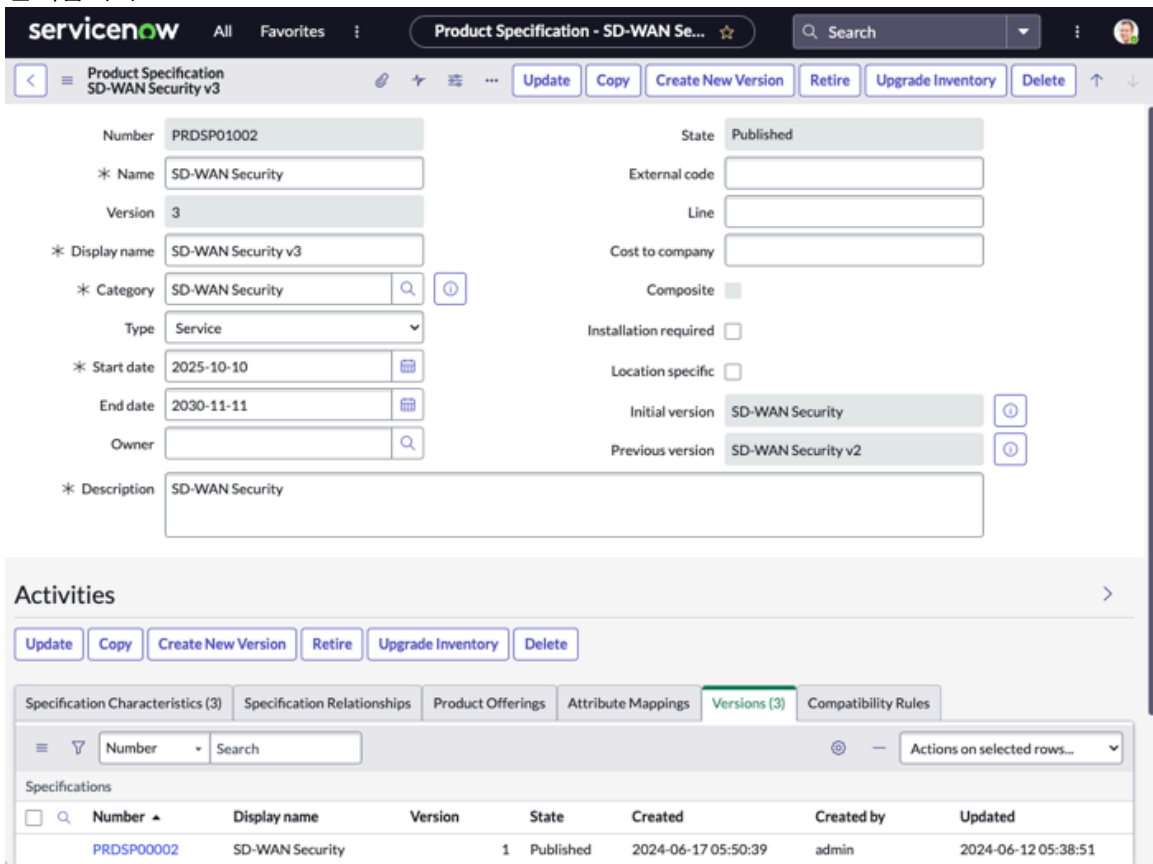 servicenow All Favorites Product Specification - SD-WAN Se... Search
Product Specification
SD-WAN Security v3
Update Copy Create New Version Retire Upgrade Inventory Delete
Number PRDSP01002 State Published
* Name SD-WAN Security External code
Version 3 Line
* Display name SD-WAN Security v3 Cost to company
* Category SD-WAN Security Composite
Type Service Installation required
* Start date 2025-10-10 Location specific
End date 2030-11-11 Initial version SD-WAN Security
Owner Previous version SD-WAN Security v2
* Description SD-WAN Security
Activities
Update Copy Create New Version Retire Upgrade Inventory Delete
Specification Characteristics (3) Specification Relationships Product Offerings Attribute Mappings Versions (3) Compatibility Rules
Number Search Actions on selected rows...
Specifications
Number Display name Version State Created Created by Updated
PRDSP00002 SD-WAN Security 1 Published 2024-06-17 05:50:39 admin 2024-06-12 05:38:51